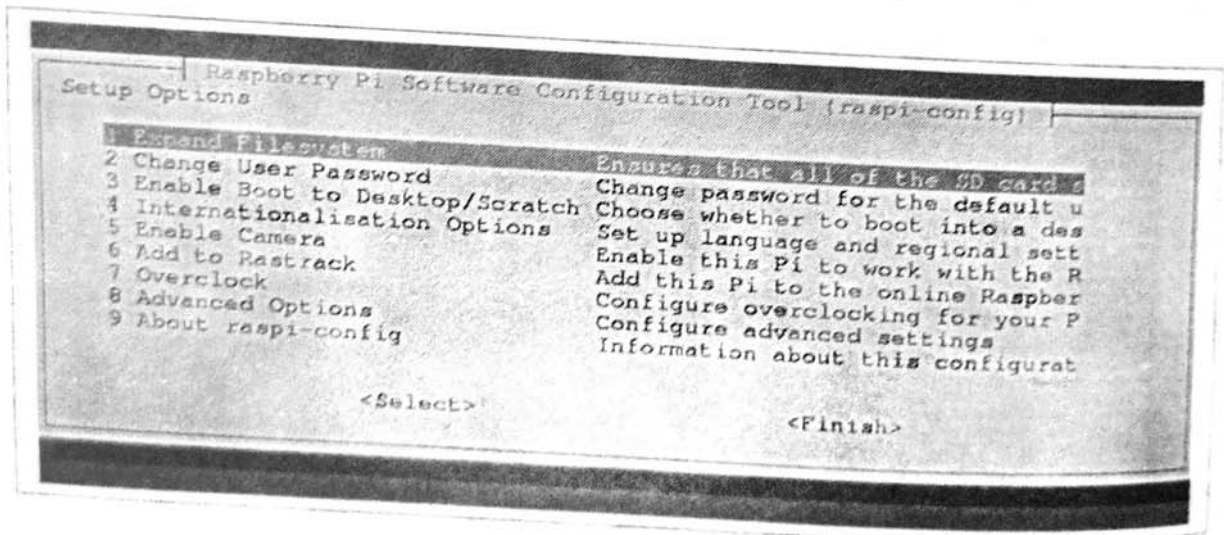 Raspberry Pi Software Configuration Tool (raspi-config)
Setup Options
1 Expand Filesystem Ensures that all of the SD card s
2 Change User Password Change password for the default u
3 Enable Boot to Desktop/Scratch Choose whether to boot into a des
4 Internationalisation Options Set up language and regional sett
5 Enable Camera Enable this Pi to work with the R
6 Add to Rastrack Add this Pi to the online Raspber
7 Overclock Configure overclocking for your P
8 Advanced Options Configure advanced settings
9 About raspi-config Information about this configurat
<Select> <Finish>